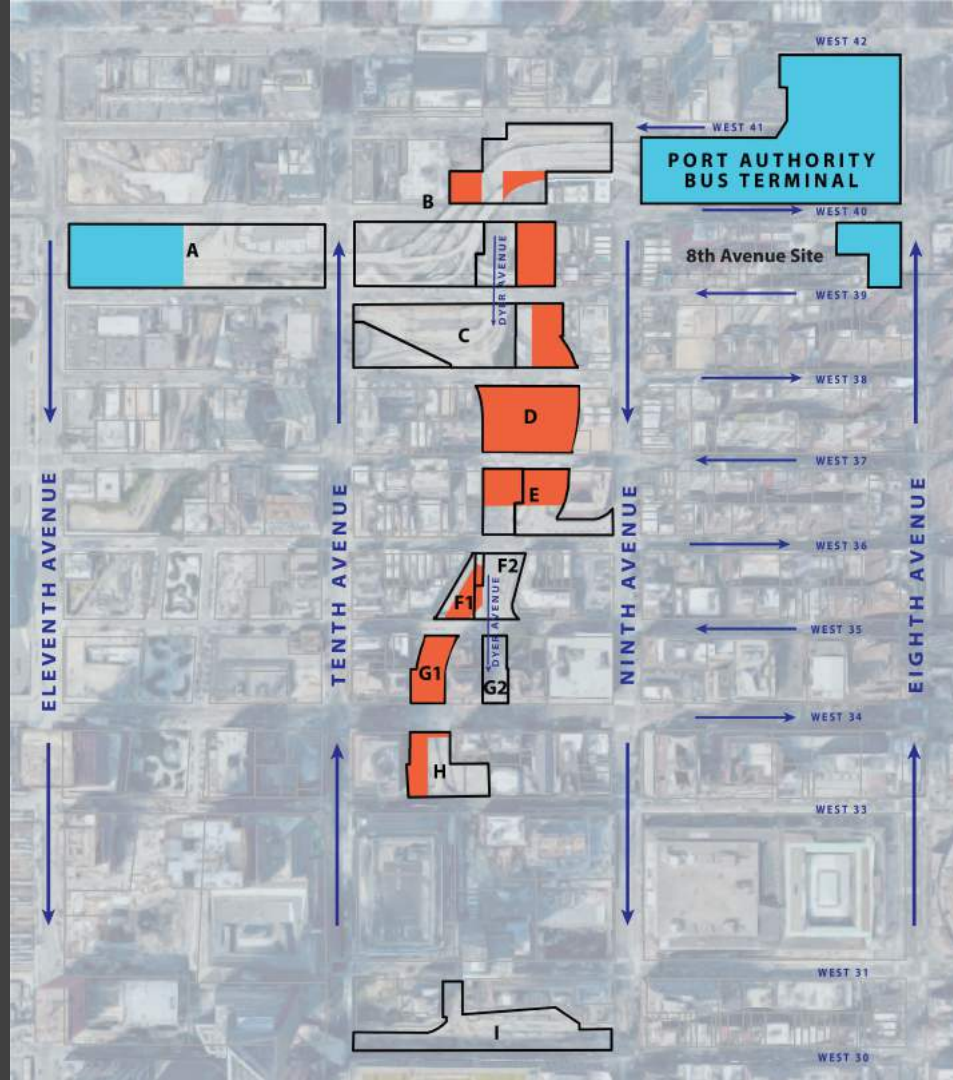 WEST 42
WEST 41
PORT AUTHORITY
BUS TERMINAL
B
WEST 40
A
8th Avenue Site
DYER AVENUE
WEST 39
C
WEST 38
D
WEST 37
E
ELEVENTH AVENUE
TENTH AVENUE
NINTH AVENUE
EIGHTH AVENUE
WEST 36
F2
F1
DYER AVENUE
WEST 35
G1
G2
WEST 34
H
WEST 33
WEST 31
I
WEST 30